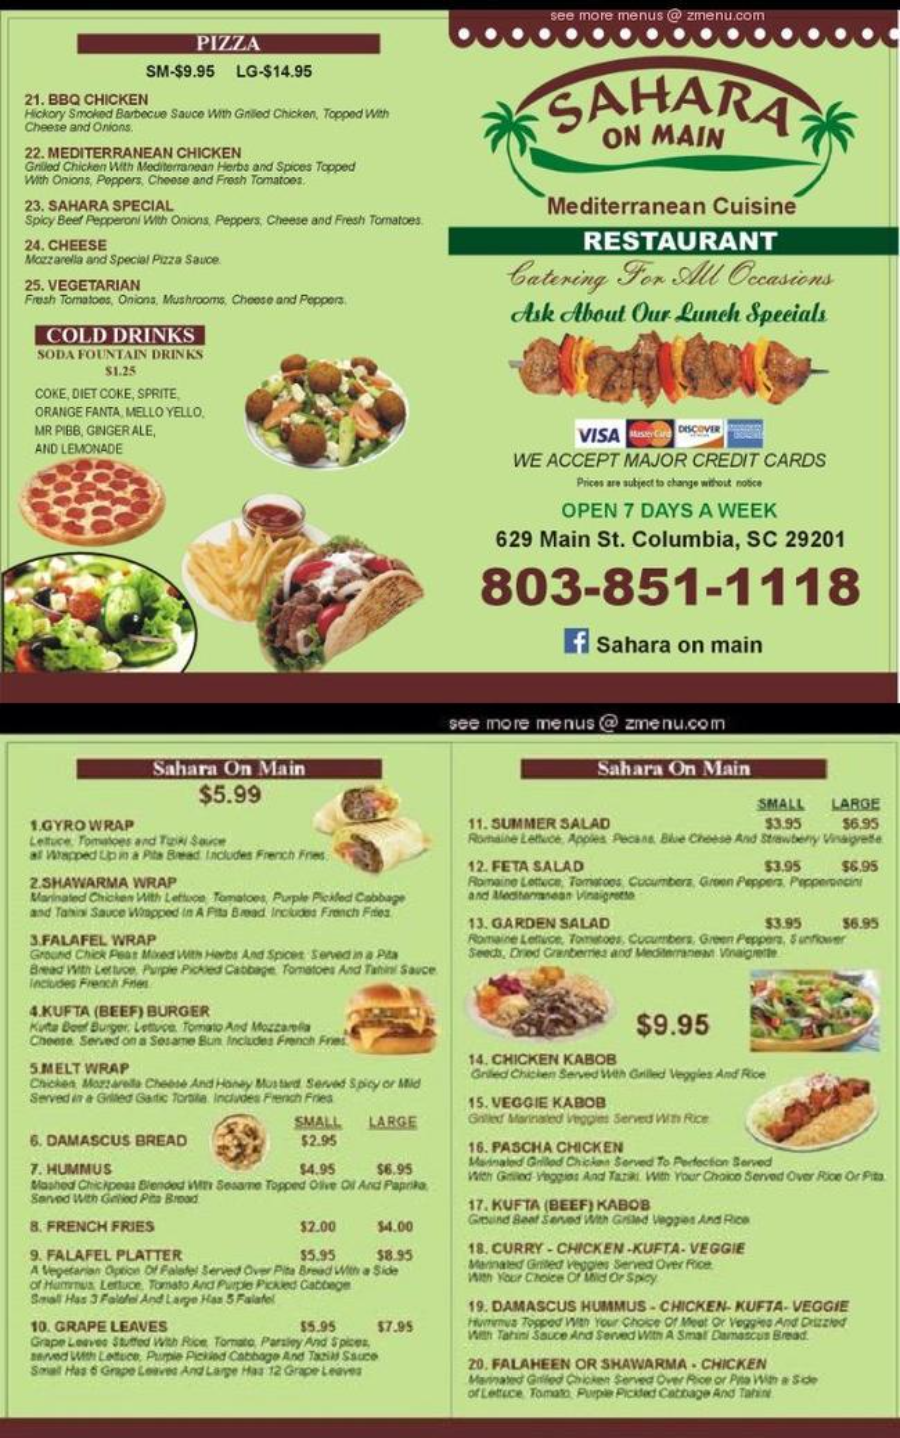 see more menus @ zmenu.com
PIZZA
SM-$9.95 LG-$14.95
21. BBQ CHICKEN
Hickory Smoked Barbecue Sauce With Grilled Chicken, Topped With
Cheese and Onions.
22. MEDITERRANEAN CHICKEN
Grilled Chicken With Mediterranean Herbs and Spices Topped
With Onions, Peppers, Cheese and Fresh Tomatoes.
23. SAHARA SPECIAL
Spicy Beef Pepperoni With Onions, Peppers, Cheese and Fresh Tomatoes.
24. CHEESE
Mozzarella and Special Pizza Sauce.
25. VEGETARIAN
Fresh Tomatoes, Onions, Mushrooms, Cheese and Peppers.
COLD DRINKS
SODA FOUNTAIN DRINKS
$1.25
COKE, DIET COKE, SPRITE,
ORANGE FANTA, MELLO YELLO,
MR PIBB, GINGER ALE,
AND LEMONADE
SAHARA
ON MAIN
Mediterranean Cuisine
RESTAURANT
Catering For All Occasions
Ask About Our Lunch Specials
VISA MasterCard DISCOVER AMERICAN EXPRESS
WE ACCEPT MAJOR CREDIT CARDS
Prices are subject to change without notice
OPEN 7 DAYS A WEEK
629 Main St. Columbia, SC 29201
803-851-1118
f Sahara on main
see more menus @ zmenu.com
Sahara On Main
$5.99
1.GYRO WRAP
Lettuce, Tomatoes and Tiziki Sauce
all Wrapped Up in a Pita Bread. Includes French Fries.
2.SHAWARMA WRAP
Marinated Chicken With Lettuce, Tomatoes, Purple Pickled Cabbage
and Tahini Sauce Wrapped In A Pita Bread. Includes French Fries.
3.FALAFEL WRAP
Ground Chick Peas Mixed With Herbs And Spices, Served in a Pita
Bread With Lettuce, Purple Pickled Cabbage, Tomatoes And Tahini Sauce.
Includes French Fries.
4.KUFTA (BEEF) BURGER
Kufta Beef Burger, Lettuce, Tomato And Mozzarella
Cheese. Served on a Sesame Bun. Includes French Fries.
5.MELT WRAP
Chicken, Mozzarella Cheese And Honey Mustard. Served Spicy or Mild
Served in a Grilled Garlic Tortilla. Includes French Fries.
SMALL LARGE
6. DAMASCUS BREAD $2.95
7. HUMMUS $4.95 $6.95
Mashed Chickpeas Blended With Sesame Topped Olive Oil And Paprika,
Served With Grilled Pita Bread.
8. FRENCH FRIES $2.00 $4.00
9. FALAFEL PLATTER $5.95 $8.95
A Vegetarian Option Of Falafel Served Over Pita Bread With a Side
of Hummus, Lettuce, Tomato And Purple Pickled Cabbage.
Small Has 3 Falafel And Large Has 5 Falafel.
10. GRAPE LEAVES $5.95 $7.95
Grape Leaves Stuffed With Rice, Tomato, Parsley And Spices,
served With Lettuce, Purple Pickled Cabbage And Taziki Sauce.
Small Has 6 Grape Leaves And Large Has 12 Grape Leaves
Sahara On Main
SMALL LARGE
11. SUMMER SALAD $3.95 $6.95
Romaine Lettuce, Apples, Pecans, Blue Cheese And Strawberry Vinaigrette.
12. FETA SALAD $3.95 $6.95
Romaine Lettuce, Tomatoes, Cucumbers, Green Peppers, Pepperoncini
and Mediterranean Vinaigrette.
13. GARDEN SALAD $3.95 $6.95
Romaine Lettuce, Tomatoes, Cucumbers, Green Peppers, Sunflower
Seeds, Dried Cranberries and Mediterranean Vinaigrette.
$9.95
14. CHICKEN KABOB
Grilled Chicken Served With Grilled Veggies And Rice.
15. VEGGIE KABOB
Grilled Marinated Veggies Served With Rice.
16. PASCHA CHICKEN
Marinated Grilled Chicken Served To Perfection Served
With Grilled Veggies And Taziki. With Your Choice Served Over Rice Or Pita.
17. KUFTA (BEEF) KABOB
Ground Beef Served With Grilled Veggies And Rice.
18. CURRY - CHICKEN -KUFTA- VEGGIE
Marinated Grilled Veggies Served Over Rice.
With Your Choice Of Mild Or Spicy.
19. DAMASCUS HUMMUS - CHICKEN- KUFTA- VEGGIE
Hummus Topped With Your Choice Of Meat Or Veggies And Drizzled
With Tahini Sauce And Served With A Small Damascus Bread.
20. FALAHEEN OR SHAWARMA - CHICKEN
Marinated Grilled Chicken Served Over Rice or Pita With a Side
of Lettuce, Tomato, Purple Pickled Cabbage And Tahini.